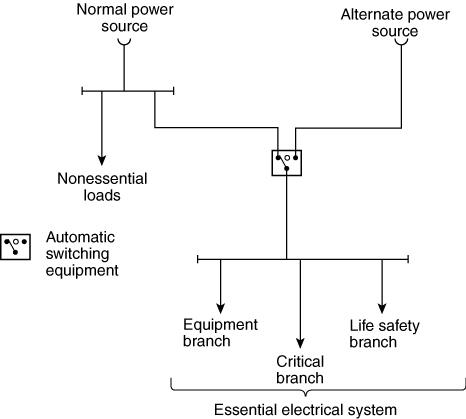 Normal power
source
Alternate power
source
Nonessential
loads
Automatic
switching
equipment
Equipment
branch
Critical
branch
Life safety
branch
Essential electrical system